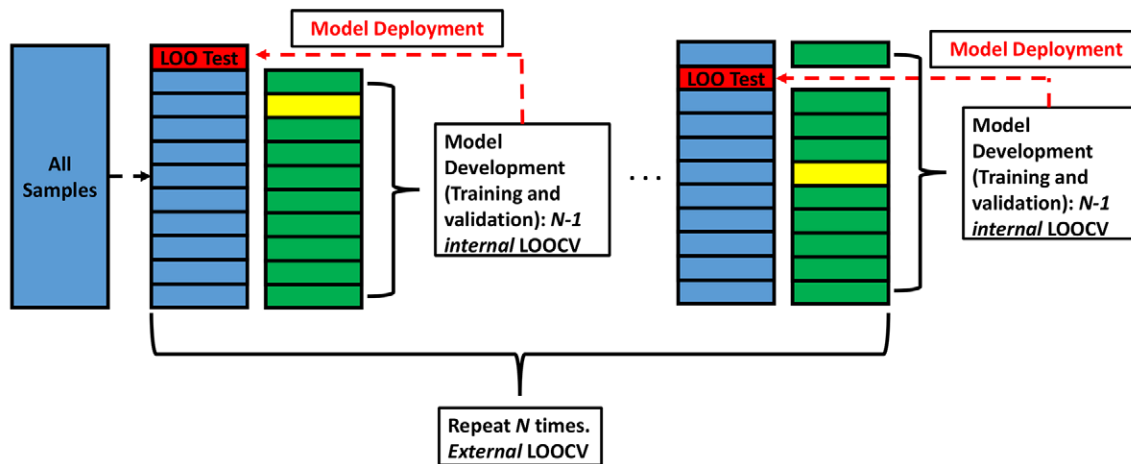 All
Samples
LOO Test
Model Deployment
Model
Development
(Training and
validation): N-1
internal LOOCV
. . .
LOO Test
Model Deployment
Model
Development
(Training and
validation): N-1
internal LOOCV
Repeat N times.
External LOOCV